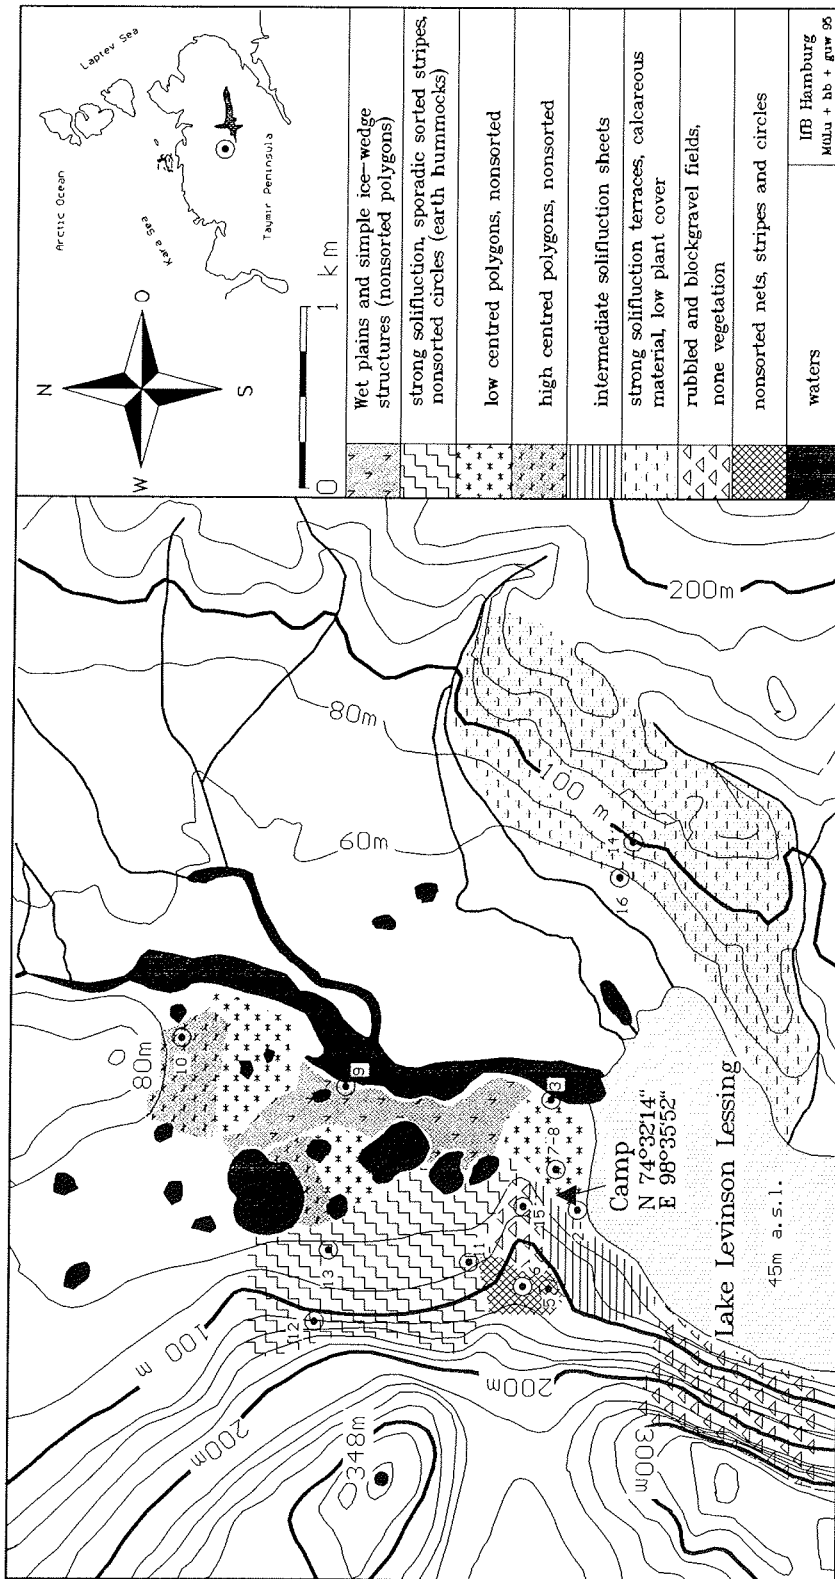 Arctic Ocean
Laptev Sea
Kara Sea
Taymir Peninsula
N
W
O
S
0
1 km
Wet plains and simple ice-wedge
structures (nonsorted polygons)
strong solifluction, sporadic sorted stripes,
nonsorted circles (earth hummocks)
low centred polygons, nonsorted
high centred polygons, nonsorted
intermediate solifluction sheets
strong solifluction terraces, calcareous
material, low plant cover
rubbled and blockgravel fields,
none vegetation
nonsorted nets, stripes and circles
waters
IfB Hamburg
Mülu + hb + guw 95
80m
60m
80m
100 m
200m
100 m
200m
348m
200m
300m
10
9
3
7-8
15
2
11
13
12
6
5
14
16
Camp
N 74°32'14"
E 98°35'52"
Lake Levinson Lessing
45m a.s.l.